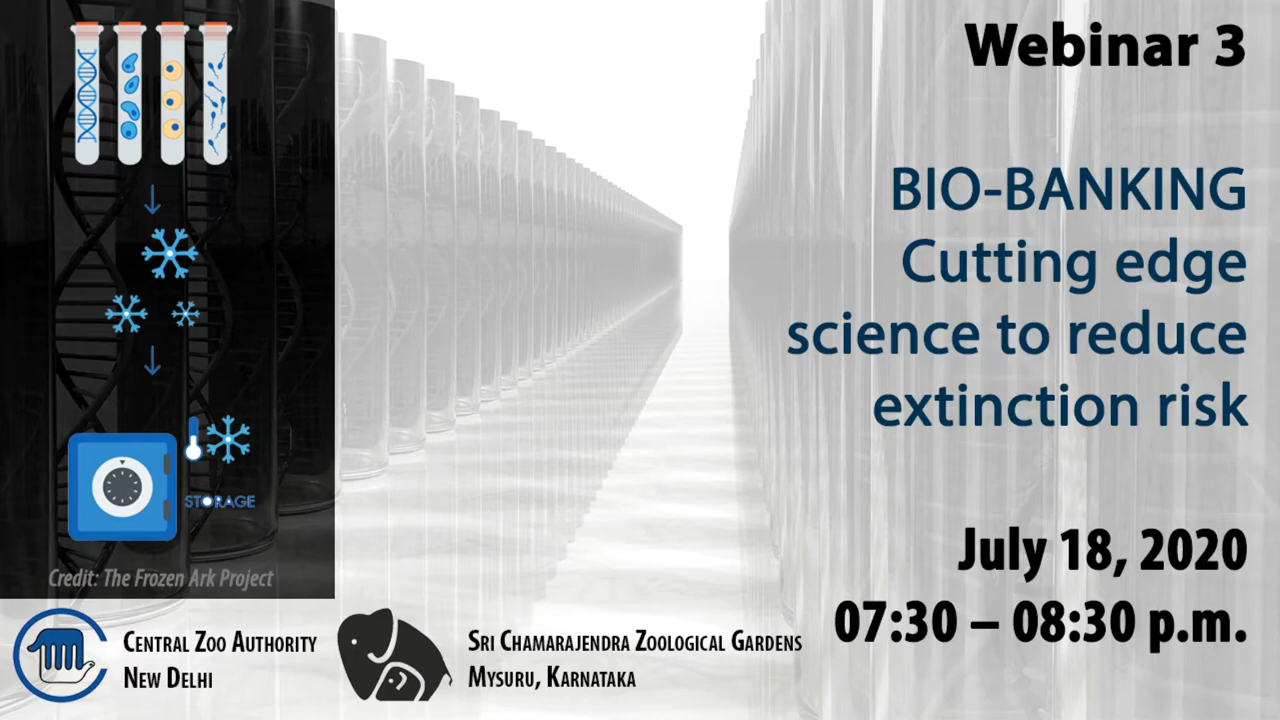 Webinar 3
BIO-BANKING
Cutting edge
science to reduce
extinction risk
July 18, 2020
07:30 – 08:30 p.m.
STORAGE
Credit: The Frozen Ark Project
CENTRAL ZOO AUTHORITY
NEW DELHI
SRI CHAMARAJENDRA ZOOLOGICAL GARDENS
MYSURU, KARNATAKA